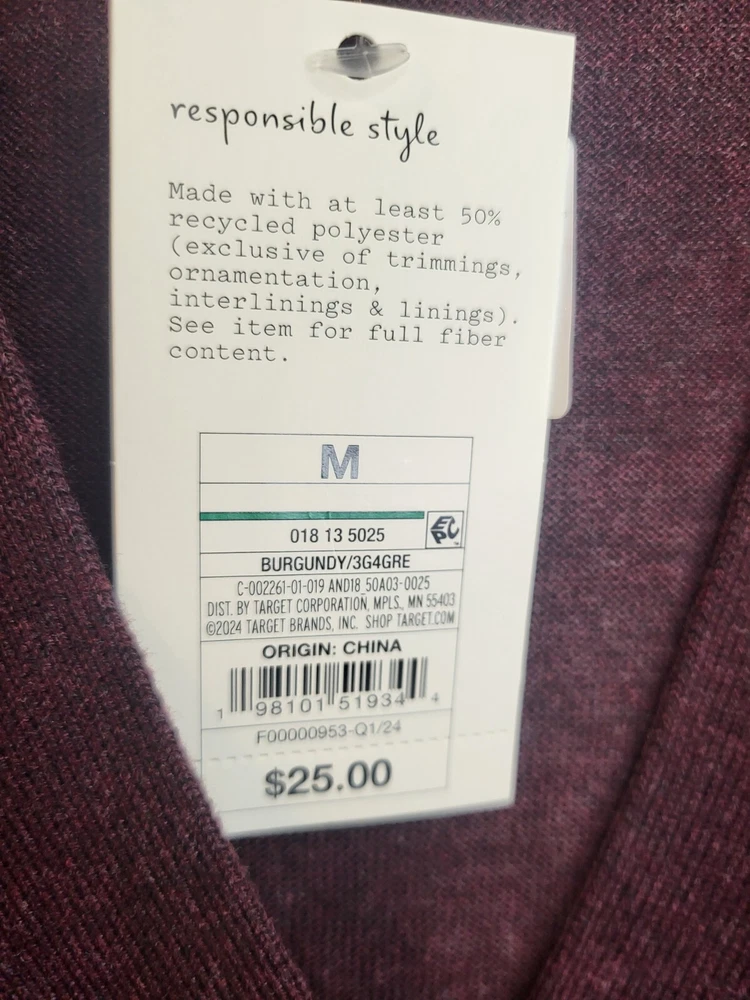 responsible style
Made with at least 50%
recycled polyester
(exclusive of trimmings,
ornamentation,
interlinings & linings).
See item for full fiber
content.
M
018 13 5025
EPC
BURGUNDY/3G4GRE
C-002261-01-019 AND18_50A03-0025
DIST. BY TARGET CORPORATION, MPLS., MN 55403
©2024 TARGET BRANDS, INC. SHOP TARGET.COM
ORIGIN: CHINA
1 98101 51934 4
F00000953-Q1/24
$25.00